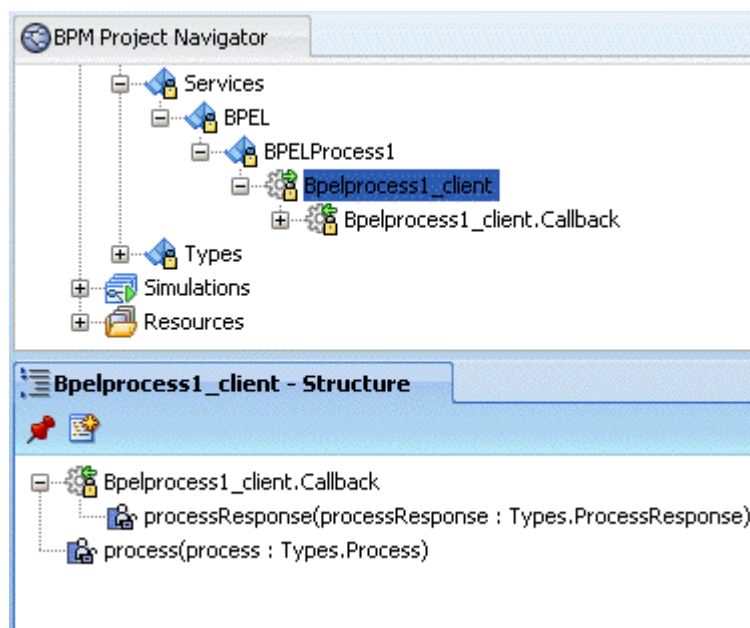 BPM Project Navigator
Services
BPEL
BPELProcess1
Bpelprocess1_client
Bpelprocess1_client.Callback
Types
Simulations
Resources
Bpelprocess1_client - Structure
Bpelprocess1_client.Callback
processResponse(processResponse : Types.ProcessResponse)
process(process : Types.Process)